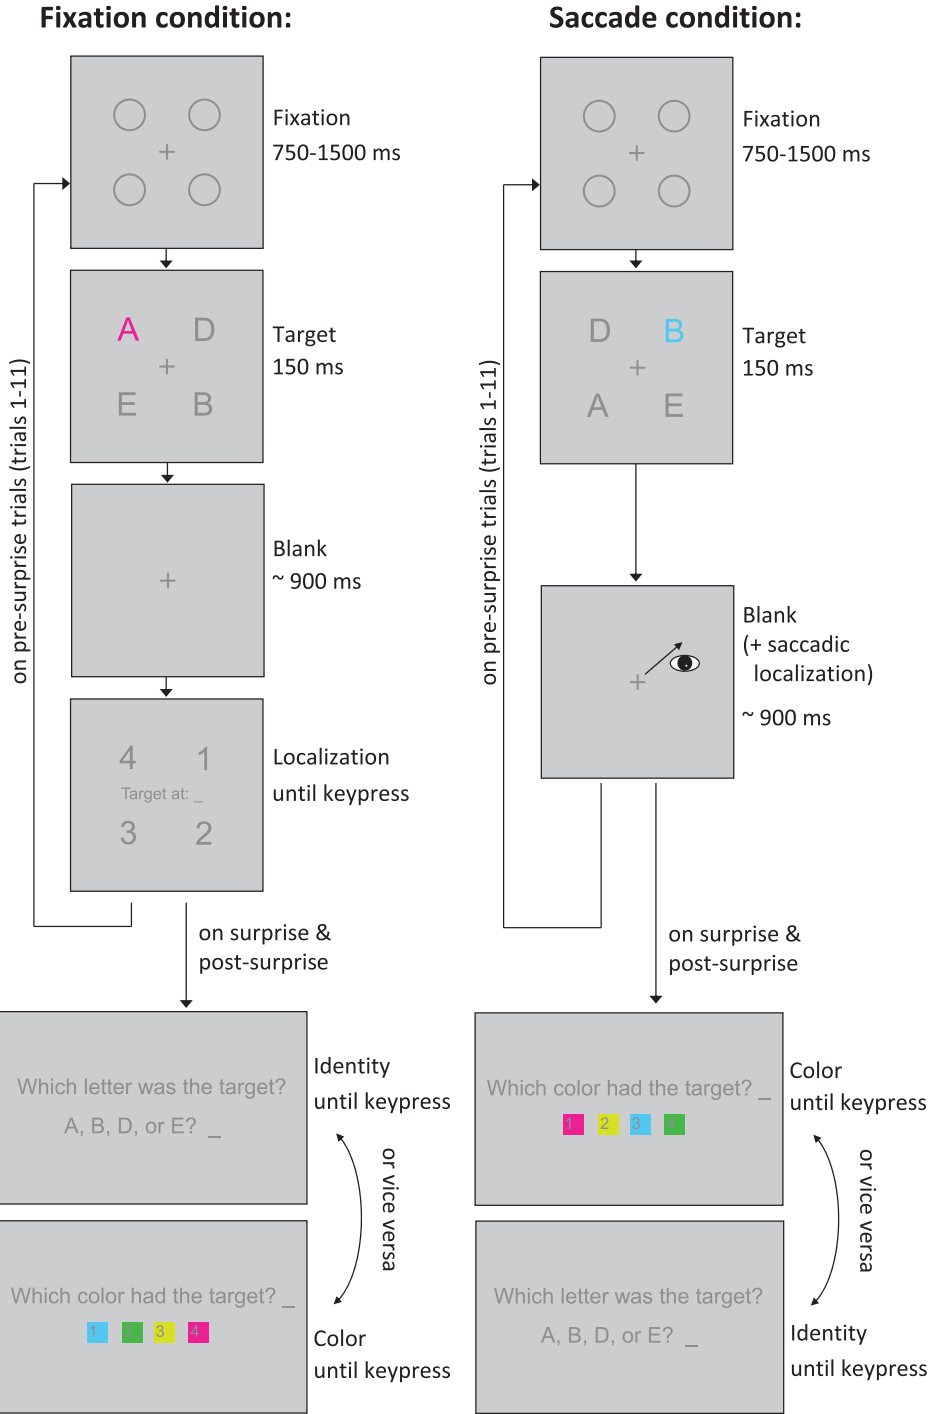 Fixation condition:
Fixation
750-1500 ms
A D
Target
150 ms
E B
on pre-surprise trials (trials 1-11)
Blank
~ 900 ms
4 1
Localization
Target at: _
until keypress
3 2
on surprise &
post-surprise
Which letter was the target?
A, B, D, or E? _
Identity
until keypress
or vice versa
Which color had the target? _
1 2 3 4
Color
until keypress
Saccade condition:
Fixation
750-1500 ms
D B
Target
150 ms
A E
on pre-surprise trials (trials 1-11)
Blank
(+ saccadic
localization)
~ 900 ms
on surprise &
post-surprise
Which color had the target? _
1 2 3 4
Color
until keypress
or vice versa
Which letter was the target?
A, B, D, or E? _
Identity
until keypress